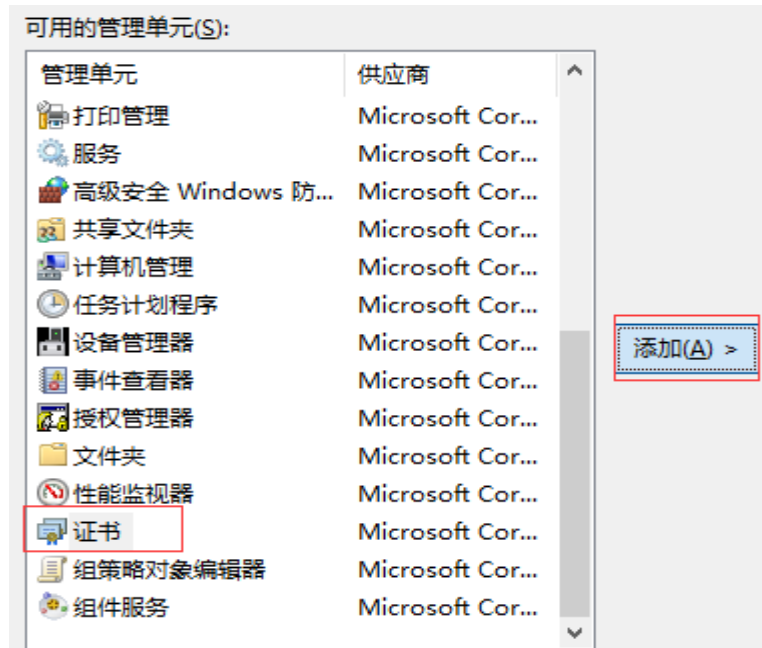 可用的管理单元(S):
管理单元 供应商
打印管理 Microsoft Cor...
服务 Microsoft Cor...
高级安全 Windows 防... Microsoft Cor...
共享文件夹 Microsoft Cor...
计算机管理 Microsoft Cor...
任务计划程序 Microsoft Cor...
设备管理器 Microsoft Cor...
添加(A) >
事件查看器 Microsoft Cor...
授权管理器 Microsoft Cor...
文件夹 Microsoft Cor...
性能监视器 Microsoft Cor...
证书 Microsoft Cor...
组策略对象编辑器 Microsoft Cor...
组件服务 Microsoft Cor...